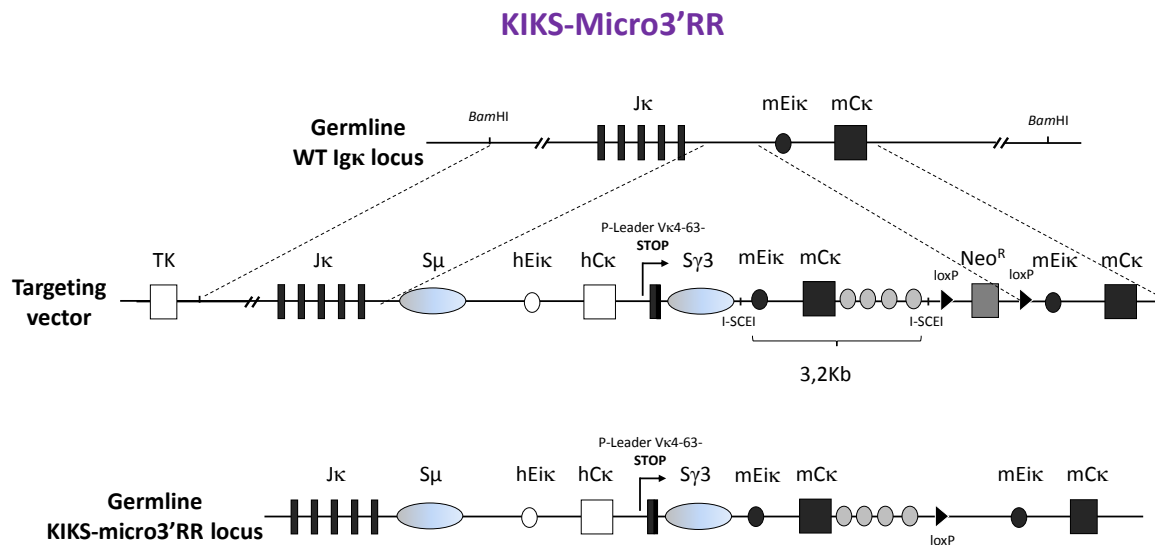 KIKS-Micro3’RR
Jκ mEiκ mCκ
BamHI BamHI
Germline
WT Igκ locus
P-Leader Vκ4-63-
STOP
TK Jκ Sμ hEiκ hCκ Sγ3 mEiκ mCκ NeoR mEiκ mCκ
loxP loxP
Targeting
vector
I-SCEI I-SCEI
3,2Kb
P-Leader Vκ4-63-
STOP
Jκ Sμ hEiκ hCκ Sγ3 mEiκ mCκ mEiκ mCκ
Germline
KIKS-micro3’RR locus
loxP